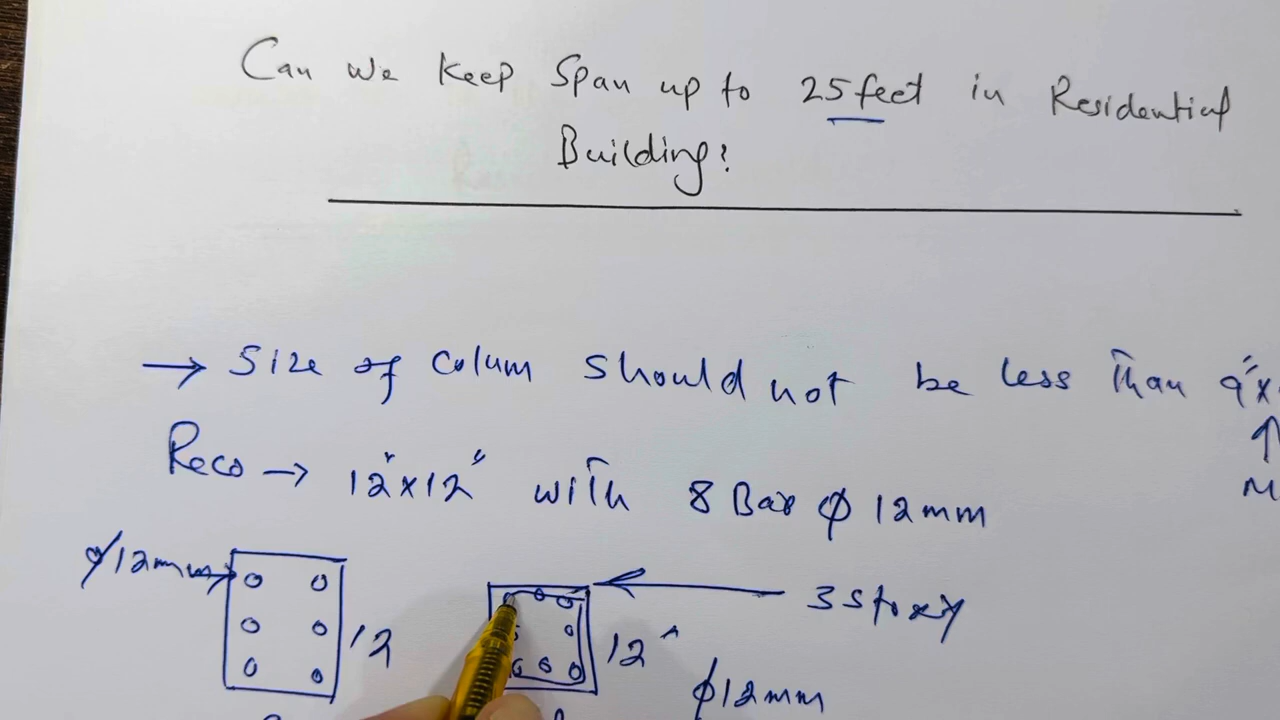 Can We Keep Span up to 25feet in Residential
Building?
→ Size of Colum Should not be less Than 9"x
Reco → 12"x12" with 8 Bar ϕ 12mm
ϕ12mm
12
12"
3 Storey
ϕ12mm